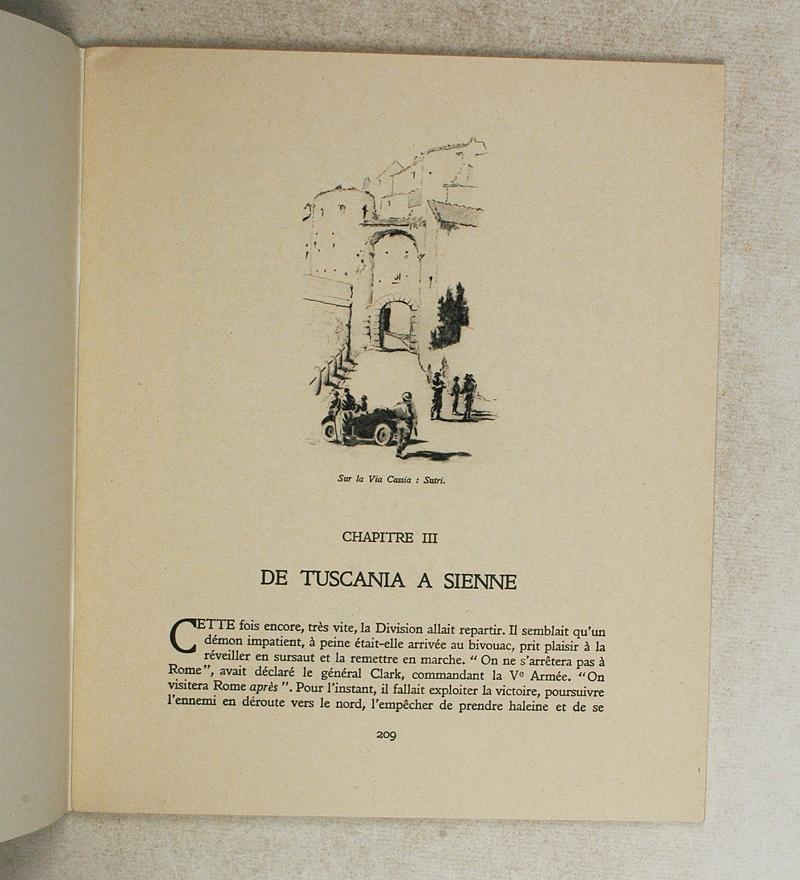 Sur la Via Cassia : Sutri.
CHAPITRE III
DE TUSCANIA A SIENNE
CETTE fois encore, très vite, la Division allait repartir. Il semblait qu'un
démon impatient, à peine était-elle arrivée au bivouac, prit plaisir à la
réveiller en sursaut et la remettre en marche. “ On ne s'arrêtera pas à
Rome”, avait déclaré le général Clark, commandant la Vᵉ Armée. “On
visitera Rome après ”. Pour l'instant, il fallait exploiter la victoire, poursuivre
l'ennemi en déroute vers le nord, l'empêcher de prendre haleine et de se
209